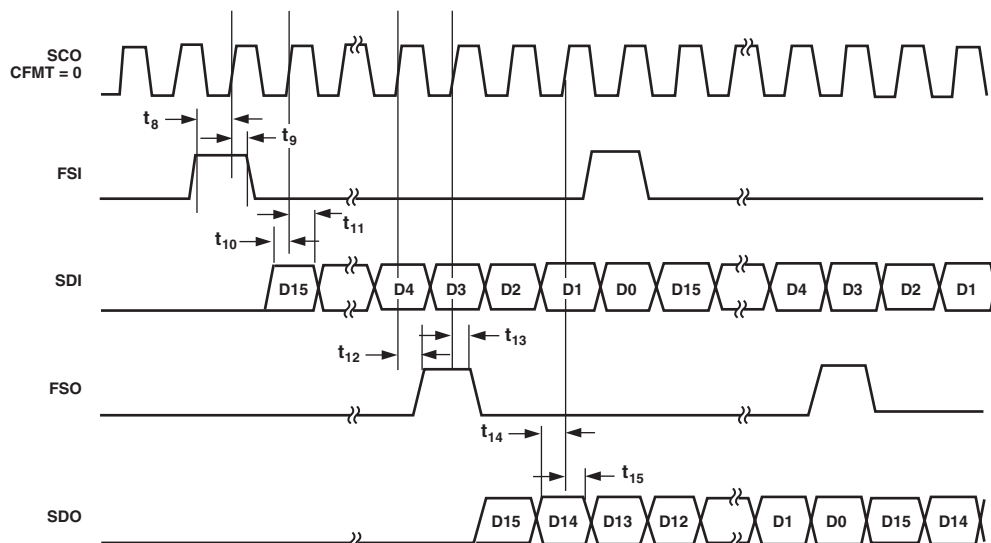 SCO
CFMT = 0
t8
t9
FSI
t11
t10
SDI
D15 D4 D3 D2 D1 D0 D15 D4 D3 D2 D1
t13
t12
FSO
t14
t15
SDO
D15 D14 D13 D12 D1 D0 D15 D14